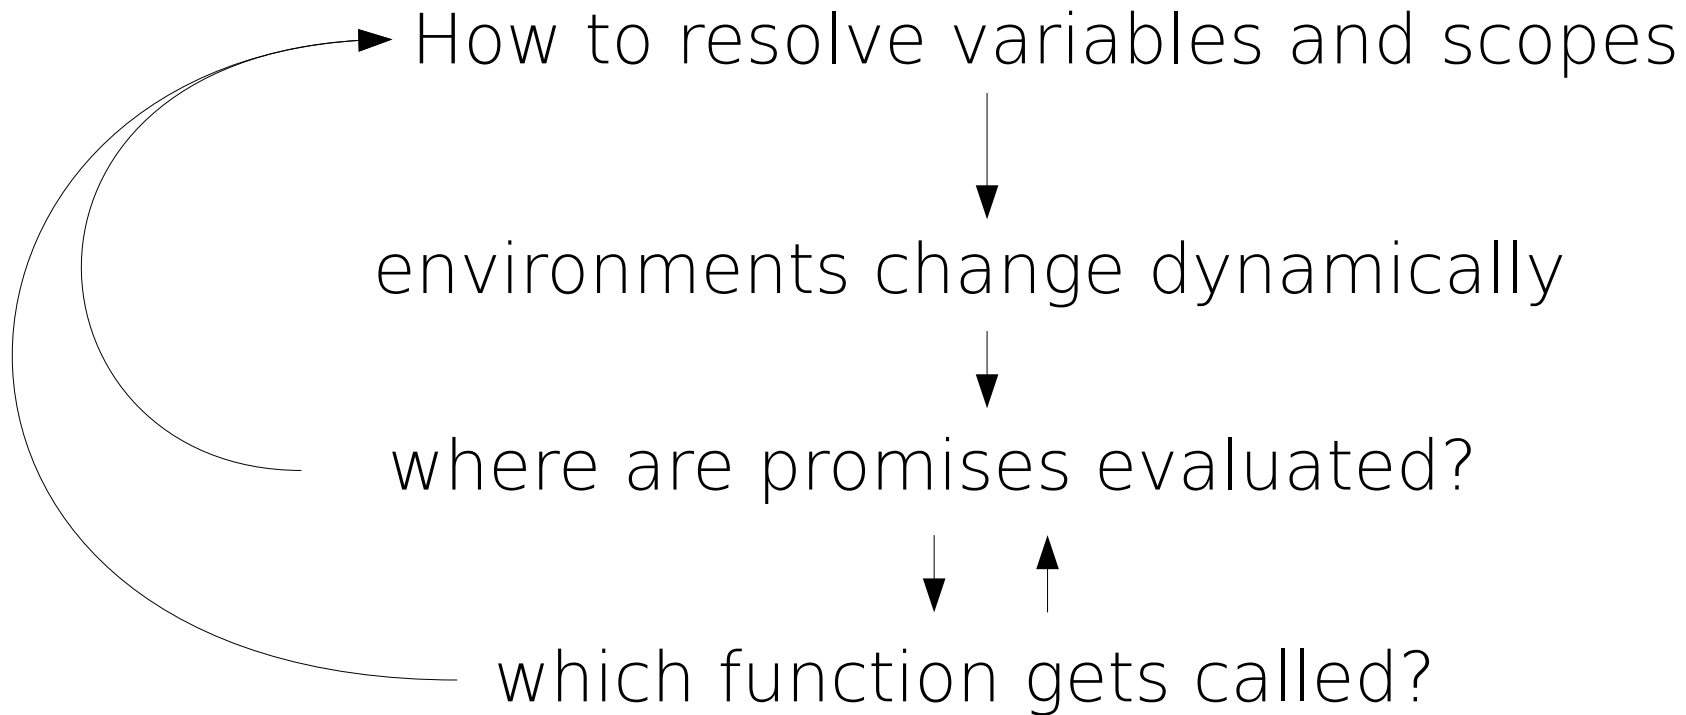 How to resolve variables and scopes
environments change dynamically
where are promises evaluated?
which function gets called?